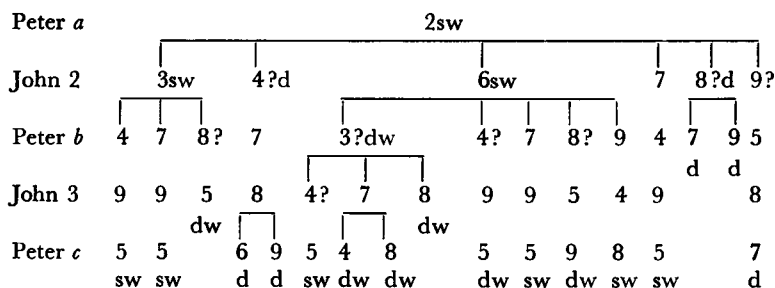 Peter a 2sw
John 2 3sw 4?d 6sw 7 8?d 9?
Peter b 4 7 8? 7 3?dw 4? 7 8? 9 4 7 9 5
d d
John 3 9 9 5 8 4? 7 8 9 9 5 4 9 8
dw dw
Peter c 5 5 6 9 5 4 8 5 5 9 8 5 7
sw sw d d sw dw dw dw sw dw sw sw d